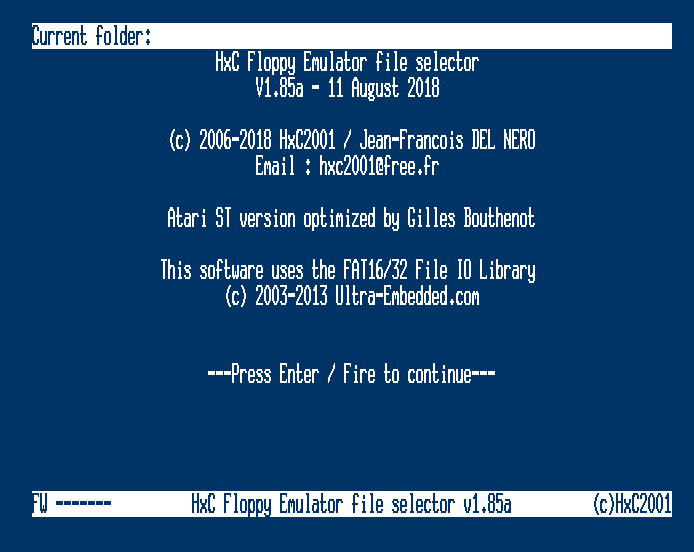 Current folder:
HxC Floppy Emulator file selector
V1.85a - 11 August 2018
(c) 2006-2018 HxC2001 / Jean-Francois DEL NERO
Email : hxc2001@free.fr
Atari ST version optimized by Gilles Bouthenot
This software uses the FAT16/32 File IO Library
(c) 2003-2013 Ultra-Embedded.com
---Press Enter / Fire to continue---
FW ------- HxC Floppy Emulator file selector v1.85a (c)HxC2001